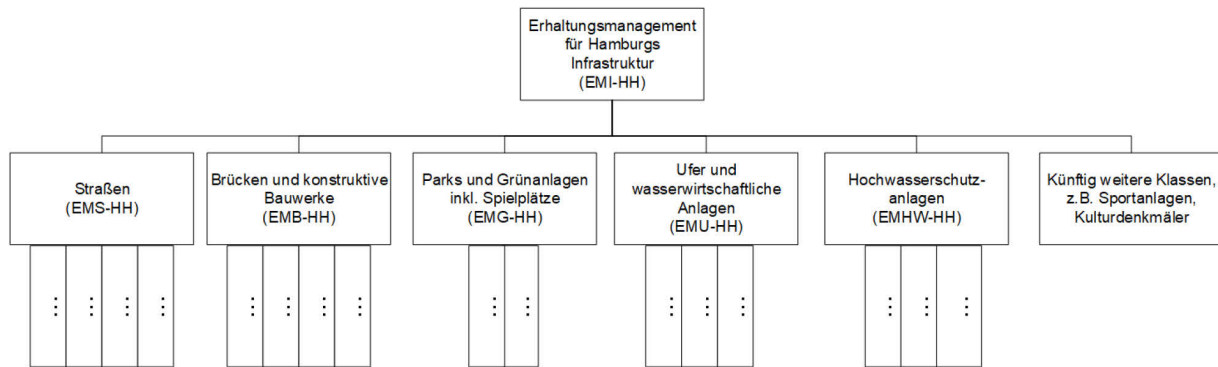 Erhaltungsmanagement
für Hamburgs
Infrastruktur
(EMI-HH)
Straßen
(EMS-HH)
Brücken und konstruktive
Bauwerke
(EMB-HH)
Parks und Grünanlagen
inkl. Spielplätze
(EMG-HH)
Ufer und
wasserwirtschaftliche
Anlagen
(EMU-HH)
Hochwasserschutz-
anlagen
(EMHW-HH)
Künftig weitere Klassen,
z.B. Sportanlagen,
Kulturdenkmäler